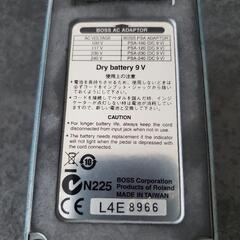 BOSS AC ADAPTOR
AC VOLTAGE BOSS PSA ADAPTOR
100 V PSA-100 (DC 9 V)
117 V PSA-120 (DC 9 V)
230 V PSA-230 (DC 9 V)
240 V PSA-240 (DC 9 V)
Dry battery 9 V
使用上の注意
CAUTION
For longer battery life, always keep the cord
disconnected from input jack when not in use.
The battery needs replacement if the indicator
will not light when the pedal is depressed with
the cord connected.
10
N225
BOSS Corporation
Products of Roland
MADE IN TAIWAN
CE
L4E 8966